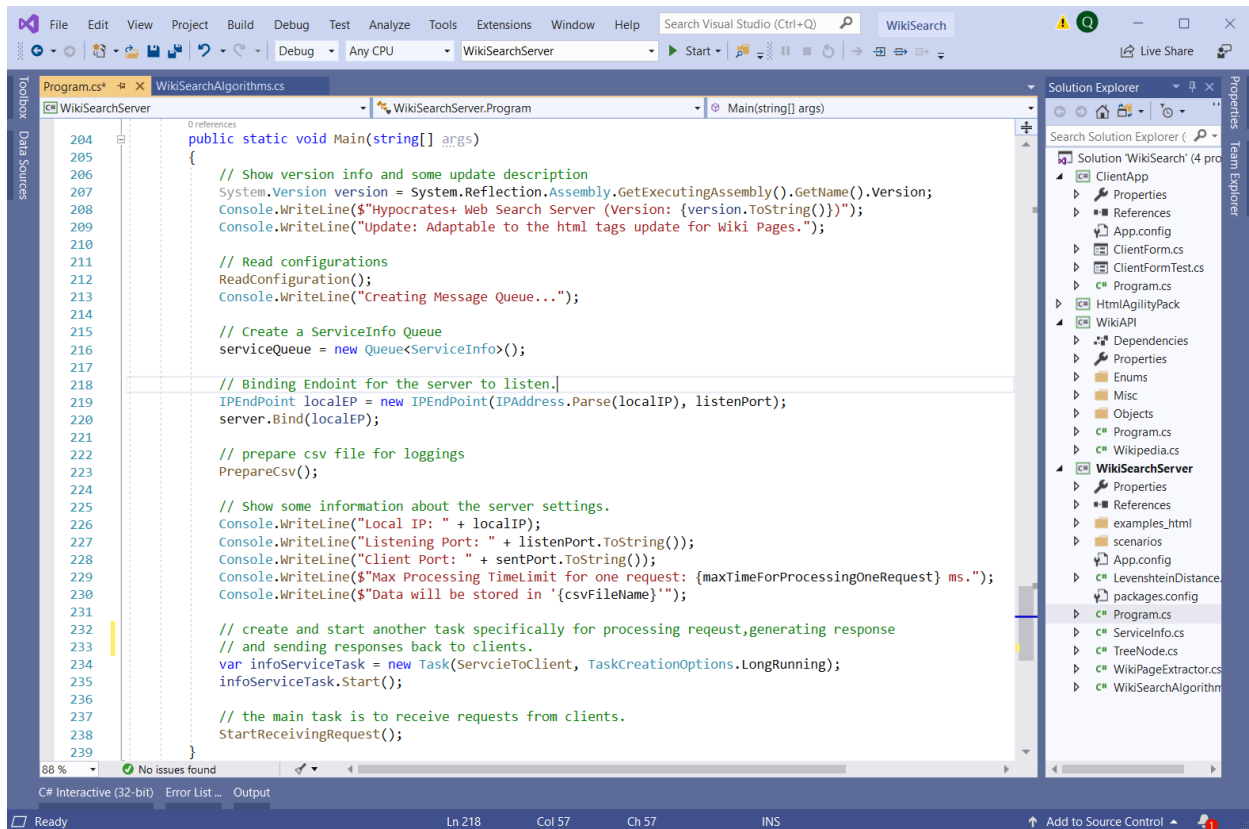 File Edit View Project Build Debug Test Analyze Tools Extensions Window Help Search Visual Studio (Ctrl+Q) WikiSearch Q
Debug Any CPU WikiSearchServer Start Live Share
Toolbox
Data Sources
Program.cs* WikiSearchAlgorithms.cs
WikiSearchServer WikiSearchServer.Program Main(string[] args)
0 references
204 public static void Main(string[] args)
205 {
206 // Show version info and some update description
207 System.Version version = System.Reflection.Assembly.GetExecutingAssembly().GetName().Version;
208 Console.WriteLine($"Hypocrates+ Web Search Server (Version: {version.ToString()})");
209 Console.WriteLine("Update: Adaptable to the html tags update for Wiki Pages.");
210
211 // Read configurations
212 ReadConfiguration();
213 Console.WriteLine("Creating Message Queue...");
214
215 // Create a ServiceInfo Queue
216 serviceQueue = new Queue<ServiceInfo>();
217
218 // Binding Endoint for the server to listen.
219 IPEndPoint localEP = new IPEndPoint(IPAddress.Parse(localIP), listenPort);
220 server.Bind(localEP);
221
222 // prepare csv file for loggings
223 PrepareCsv();
224
225 // Show some information about the server settings.
226 Console.WriteLine("Local IP: " + localIP);
227 Console.WriteLine("Listening Port: " + listenPort.ToString());
228 Console.WriteLine("Client Port: " + sentPort.ToString());
229 Console.WriteLine($"Max Processing TimeLimit for one request: {maxTimeForProcessingOneRequest} ms.");
230 Console.WriteLine($"Data will be stored in '{csvFileName}'");
231
232 // create and start another task specifically for processing reqeust,generating response
233 // and sending responses back to clients.
234 var infoServiceTask = new Task(ServcieToClient, TaskCreationOptions.LongRunning);
235 infoServiceTask.Start();
236
237 // the main task is to receive requests from clients.
238 StartReceivingRequest();
239 }
88 % No issues found
Solution Explorer
Search Solution Explorer (
Solution 'WikiSearch' (4 pro
C# ClientApp
Properties
References
App.config
ClientForm.cs
ClientFormTest.cs
C# Program.cs
C# HtmlAgilityPack
C# WikiAPI
Dependencies
Properties
Enums
Misc
Objects
C# Program.cs
C# Wikipedia.cs
C# WikiSearchServer
Properties
References
examples_html
scenarios
App.config
C# LevenshteinDistance.
packages.config
C# Program.cs
C# ServiceInfo.cs
C# TreeNode.cs
C# WikiPageExtractor.cs
C# WikiSearchAlgorithm
Properties
Team Explorer
C# Interactive (32-bit) Error List ... Output
Ready Ln 218 Col 57 Ch 57 INS Add to Source Control 1